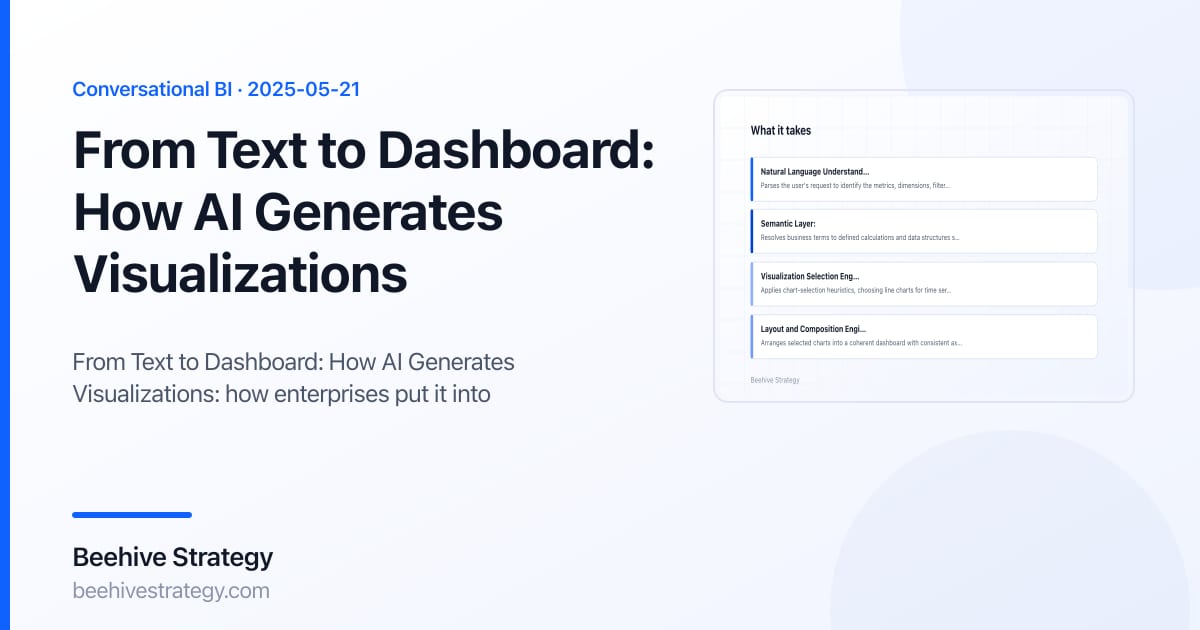 Conversational BI · 2025-05-21
From Text to Dashboard:
How AI Generates
Visualizations
From Text to Dashboard: How AI Generates
Visualizations: how enterprises put it into
Beehive Strategy
beehivestrategy.com
What it takes
Natural Language Understand...
Parses the user's request to identify the metrics, dimensions, filter...
Semantic Layer:
Resolves business terms to defined calculations and data structures s...
Visualization Selection Eng...
Applies chart-selection heuristics, choosing line charts for time ser...
Layout and Composition Engi...
Arranges selected charts into a coherent dashboard with consistent ax...
Beehive Strategy